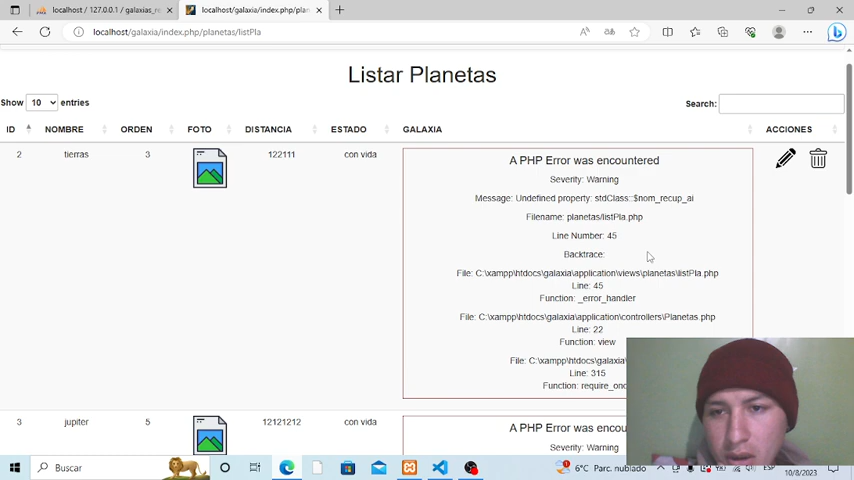 localhost / 127.0.0.1 / galaxias_re
localhost/galaxia/index.php/plan
localhost/galaxia/index.php/planetas/listPla
Listar Planetas
Show 10 entries
Search:
ID NOMBRE ORDEN FOTO DISTANCIA ESTADO GALAXIA ACCIONES
2 tierras 3 122111 con vida
A PHP Error was encountered
Severity: Warning
Message: Undefined property: stdClass::$nom_recup_ai
Filename: planetas/listPla.php
Line Number: 45
Backtrace:
File: C:\xampp\htdocs\galaxia\application\views\planetas\listPla.php
Line: 45
Function: _error_handler
File: C:\xampp\htdocs\galaxia\application\controllers\Planetas.php
Line: 22
Function: view
File: C:\xampp\htdocs\galaxia
Line: 315
Function: require_onc
3 jupiter 5 12121212 con vida
A PHP Error was encou
Severity: Warning
Buscar
6°C Parc. nublado
ESP
10/8/2023